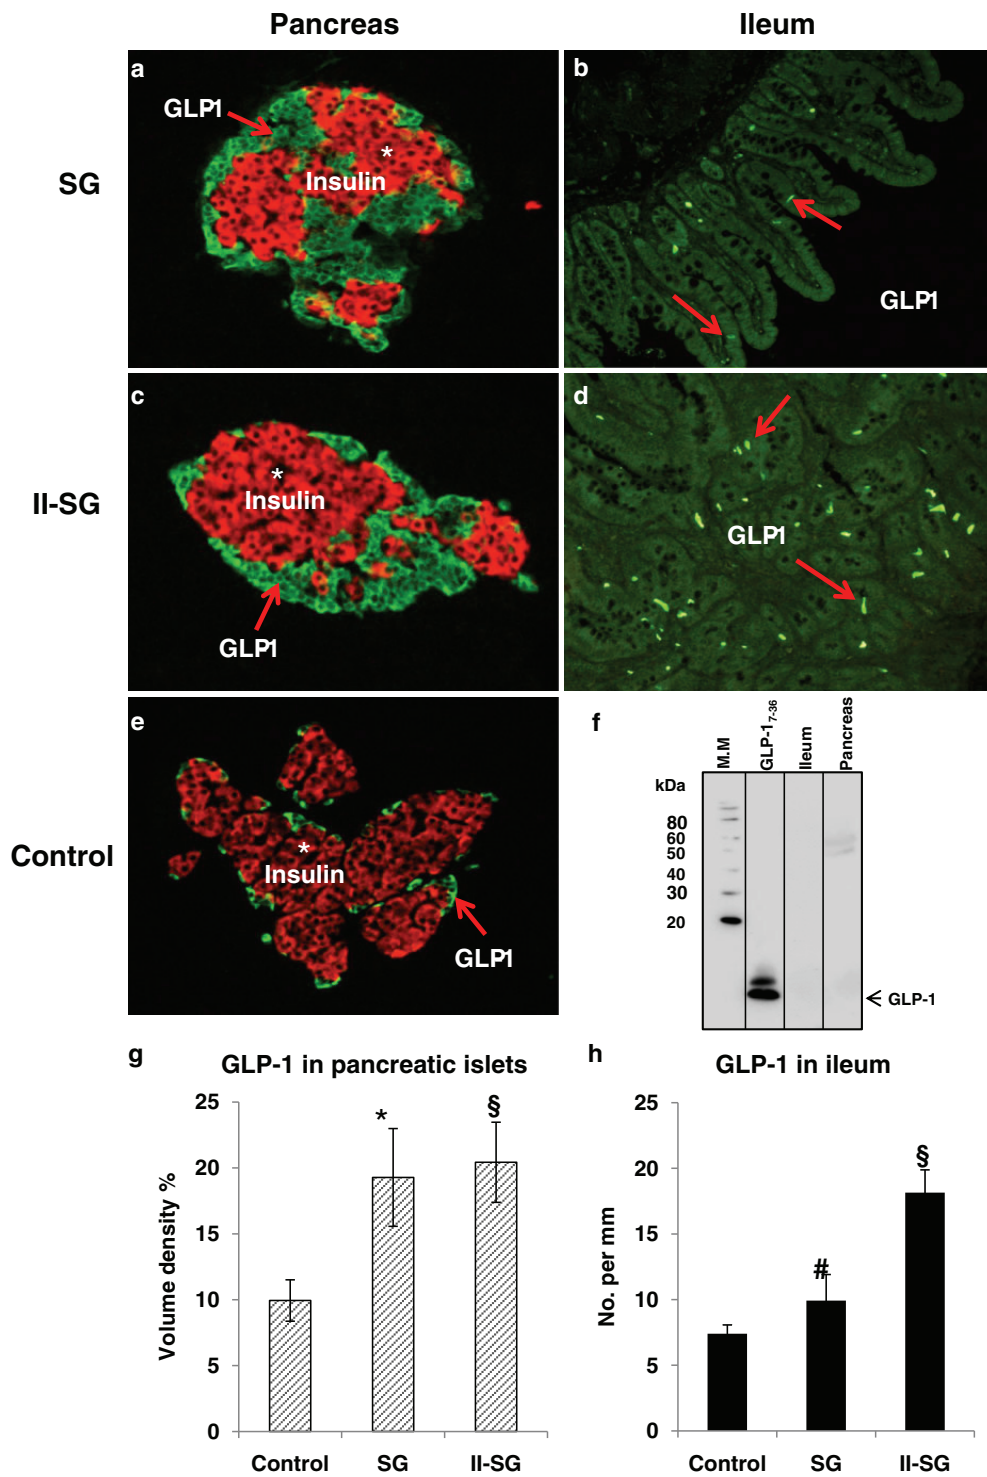 Pancreas
Ileum
SG
a
GLP1
*
Insulin
b
GLP1
II-SG
c
*
Insulin
GLP1
d
GLP1
Control
e
*
Insulin
GLP1
f
M.M
GLP-1 7-36
Ileum
Pancreas
kDa
80
60
50
40
30
20
GLP-1
g
GLP-1 in pancreatic islets
Volume density %
25
20
15
10
5
0
*
§
Control SG II-SG
h
GLP-1 in ileum
No. per mm
25
20
15
10
5
0
#
§
Control SG II-SG